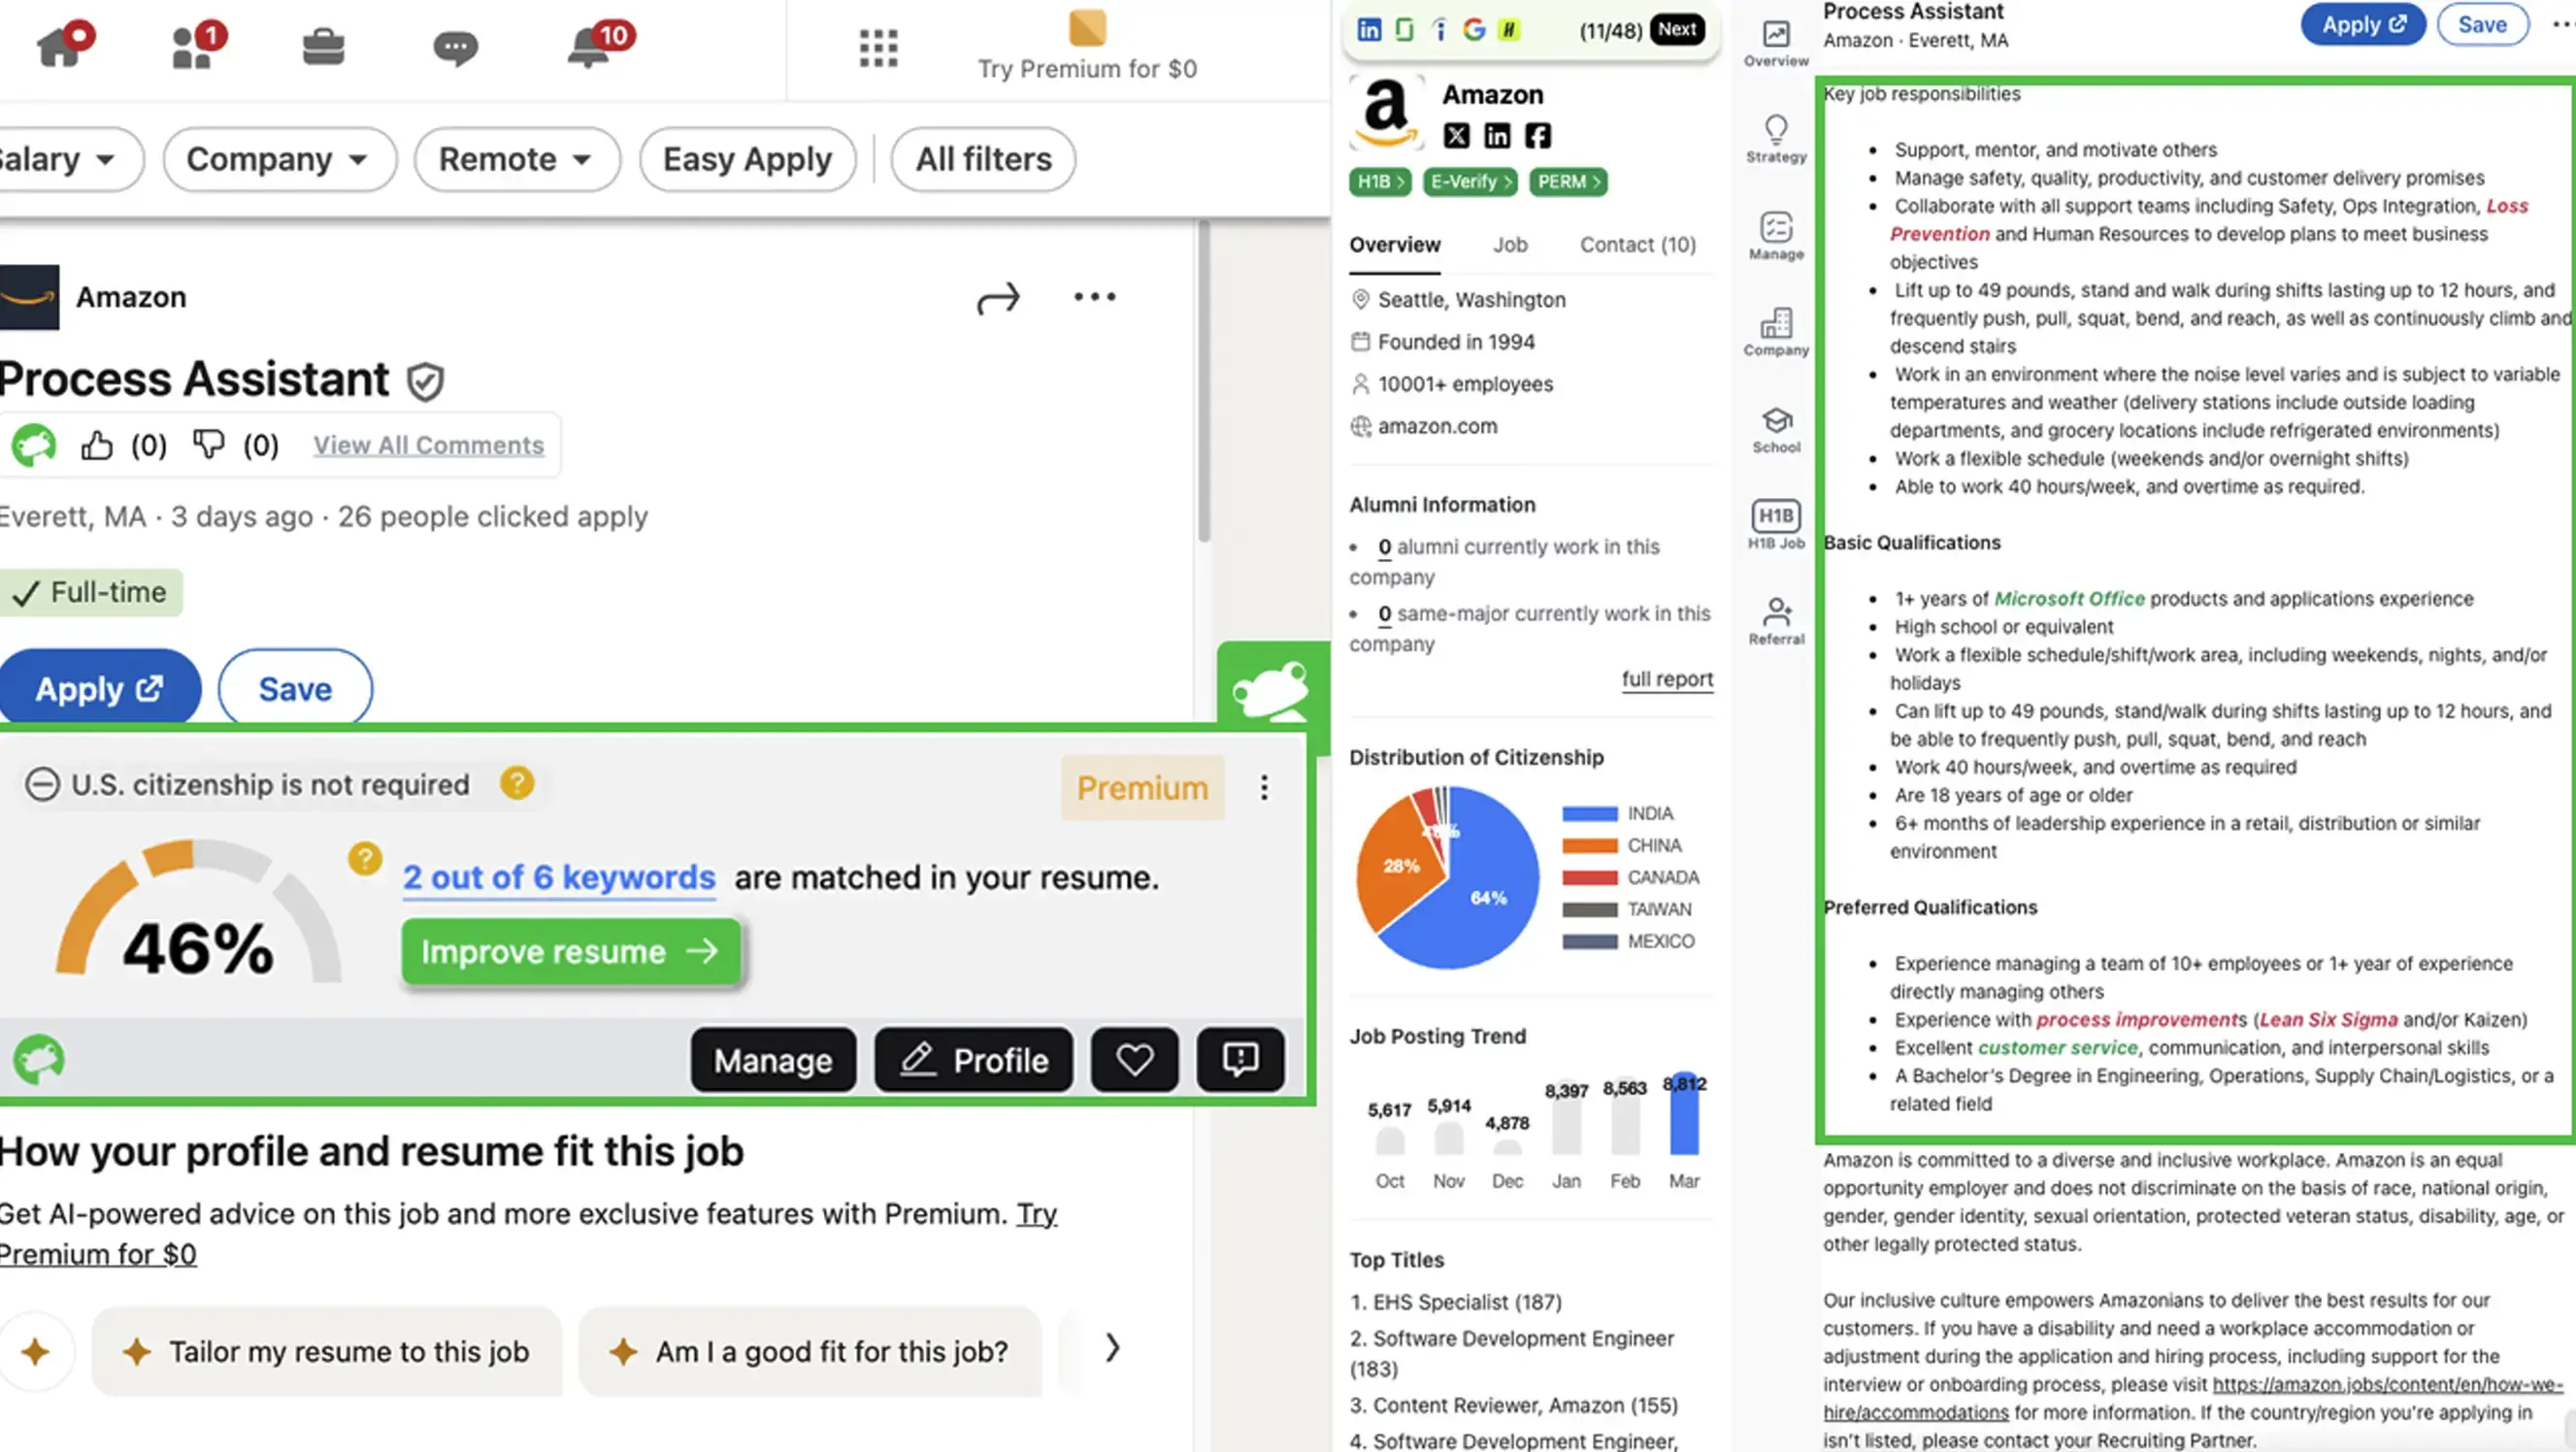 1
10
Try Premium for $0
Salary
Company
Remote
Easy Apply
All filters
Amazon
Process Assistant
(0)
(0)
View All Comments
Everett, MA · 3 days ago · 26 people clicked apply
Full-time
Apply
Save
U.S. citizenship is not required
?
Premium
46%
?
2 out of 6 keywords are matched in your resume.
Improve resume →
Manage
Profile
How your profile and resume fit this job
Get AI-powered advice on this job and more exclusive features with Premium. Try
Premium for $0
Tailor my resume to this job
Am I a good fit for this job?
(11/48)
Next
Amazon
H1B >
E-Verify >
PERM >
Overview
Job
Contact (10)
Seattle, Washington
Founded in 1994
10001+ employees
amazon.com
Alumni Information
• 0 alumni currently work in this
company
• 0 same-major currently work in this
company
full report
Distribution of Citizenship
28%
64%
INDIA
CHINA
CANADA
TAIWAN
MEXICO
Job Posting Trend
5,617
5,914
4,878
8,397
8,563
8,812
Oct
Nov
Dec
Jan
Feb
Mar
Top Titles
1. EHS Specialist (187)
2. Software Development Engineer
(183)
3. Content Reviewer, Amazon (155)
4. Software Development Engineer,
Overview
Strategy
Manage
Company
School
H1B
H1B Job
Referral
Process Assistant
Amazon · Everett, MA
Apply
Save
Key job responsibilities
• Support, mentor, and motivate others
• Manage safety, quality, productivity, and customer delivery promises
• Collaborate with all support teams including Safety, Ops Integration, Loss
Prevention and Human Resources to develop plans to meet business
objectives
• Lift up to 49 pounds, stand and walk during shifts lasting up to 12 hours, and
frequently push, pull, squat, bend, and reach, as well as continuously climb and
descend stairs
• Work in an environment where the noise level varies and is subject to variable
temperatures and weather (delivery stations include outside loading
departments, and grocery locations include refrigerated environments)
• Work a flexible schedule (weekends and/or overnight shifts)
• Able to work 40 hours/week, and overtime as required.
Basic Qualifications
• 1+ years of Microsoft Office products and applications experience
• High school or equivalent
• Work a flexible schedule/shift/work area, including weekends, nights, and/or
holidays
• Can lift up to 49 pounds, stand/walk during shifts lasting up to 12 hours, and
be able to frequently push, pull, squat, bend, and reach
• Work 40 hours/week, and overtime as required
• Are 18 years of age or older
• 6+ months of leadership experience in a retail, distribution or similar
environment
Preferred Qualifications
• Experience managing a team of 10+ employees or 1+ year of experience
directly managing others
• Experience with process improvements (Lean Six Sigma and/or Kaizen)
• Excellent customer service, communication, and interpersonal skills
• A Bachelor's Degree in Engineering, Operations, Supply Chain/Logistics, or a
related field
Amazon is committed to a diverse and inclusive workplace. Amazon is an equal
opportunity employer and does not discriminate on the basis of race, national origin,
gender, gender identity, sexual orientation, protected veteran status, disability, age, or
other legally protected status.
Our inclusive culture empowers Amazonians to deliver the best results for our
customers. If you have a disability and need a workplace accommodation or
adjustment during the application and hiring process, including support for the
interview or onboarding process, please visit https://amazon.jobs/content/en/how-we-
hire/accommodations for more information. If the country/region you're applying in
isn't listed, please contact your Recruiting Partner.